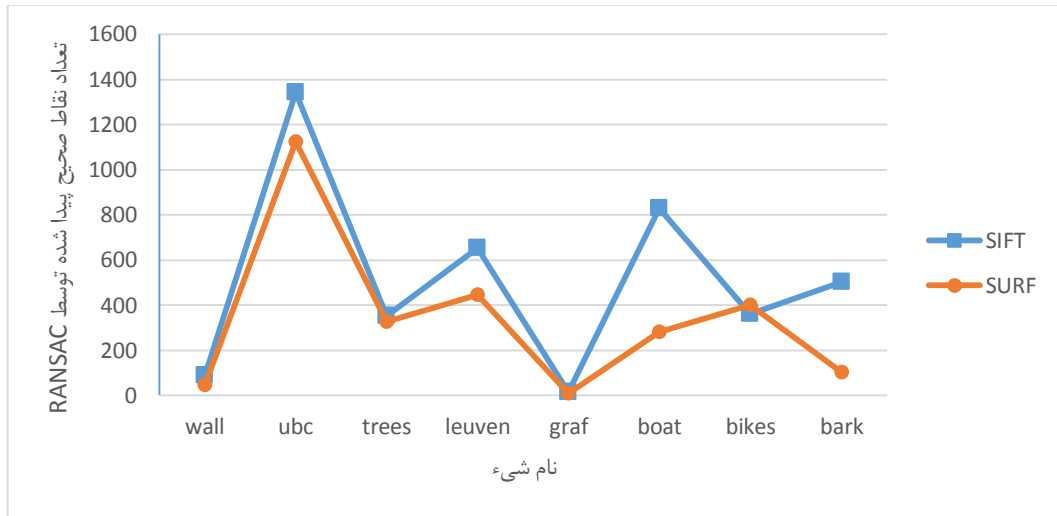 تعداد نقاط صحیح پیدا شده توسط RANSAC
1600
1400
1200
1000
800
600
400
200
0
wall ubc trees leuven graf boat bikes bark
نام شیء
SIFT
SURF